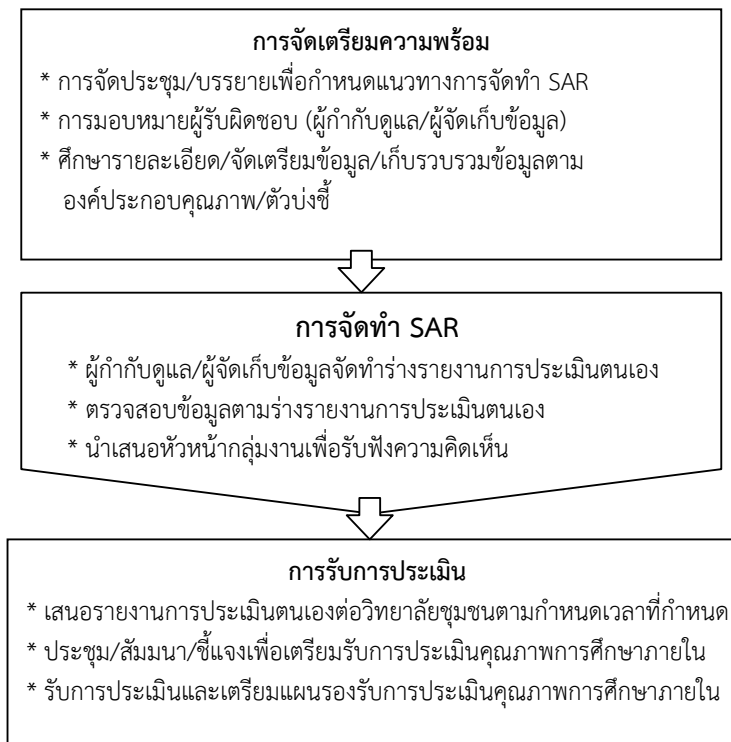 การจัดเตรียมความพร้อม
* การจัดประชุม/บรรยายเพื่อกำหนดแนวทางการจัดทำ SAR
* การมอบหมายผู้รับผิดชอบ (ผู้กำกับดูแล/ผู้จัดเก็บข้อมูล)
* ศึกษารายละเอียด/จัดเตรียมข้อมูล/เก็บรวบรวมข้อมูลตาม
องค์ประกอบคุณภาพ/ตัวบ่งชี้
การจัดทำ SAR
* ผู้กำกับดูแล/ผู้จัดเก็บข้อมูลจัดทำร่างรายงานการประเมินตนเอง
* ตรวจสอบข้อมูลตามร่างรายงานการประเมินตนเอง
* นำเสนอหัวหน้ากลุ่มงานเพื่อรับฟังความคิดเห็น
การรับการประเมิน
* เสนอรายงานการประเมินตนเองต่อวิทยาลัยชุมชนตามกำหนดเวลาที่กำหนด
* ประชุม/สัมมนา/ชี้แจงเพื่อเตรียมรับการประเมินคุณภาพการศึกษาภายใน
* รับการประเมินและเตรียมแผนรองรับการประเมินคุณภาพการศึกษาภายใน